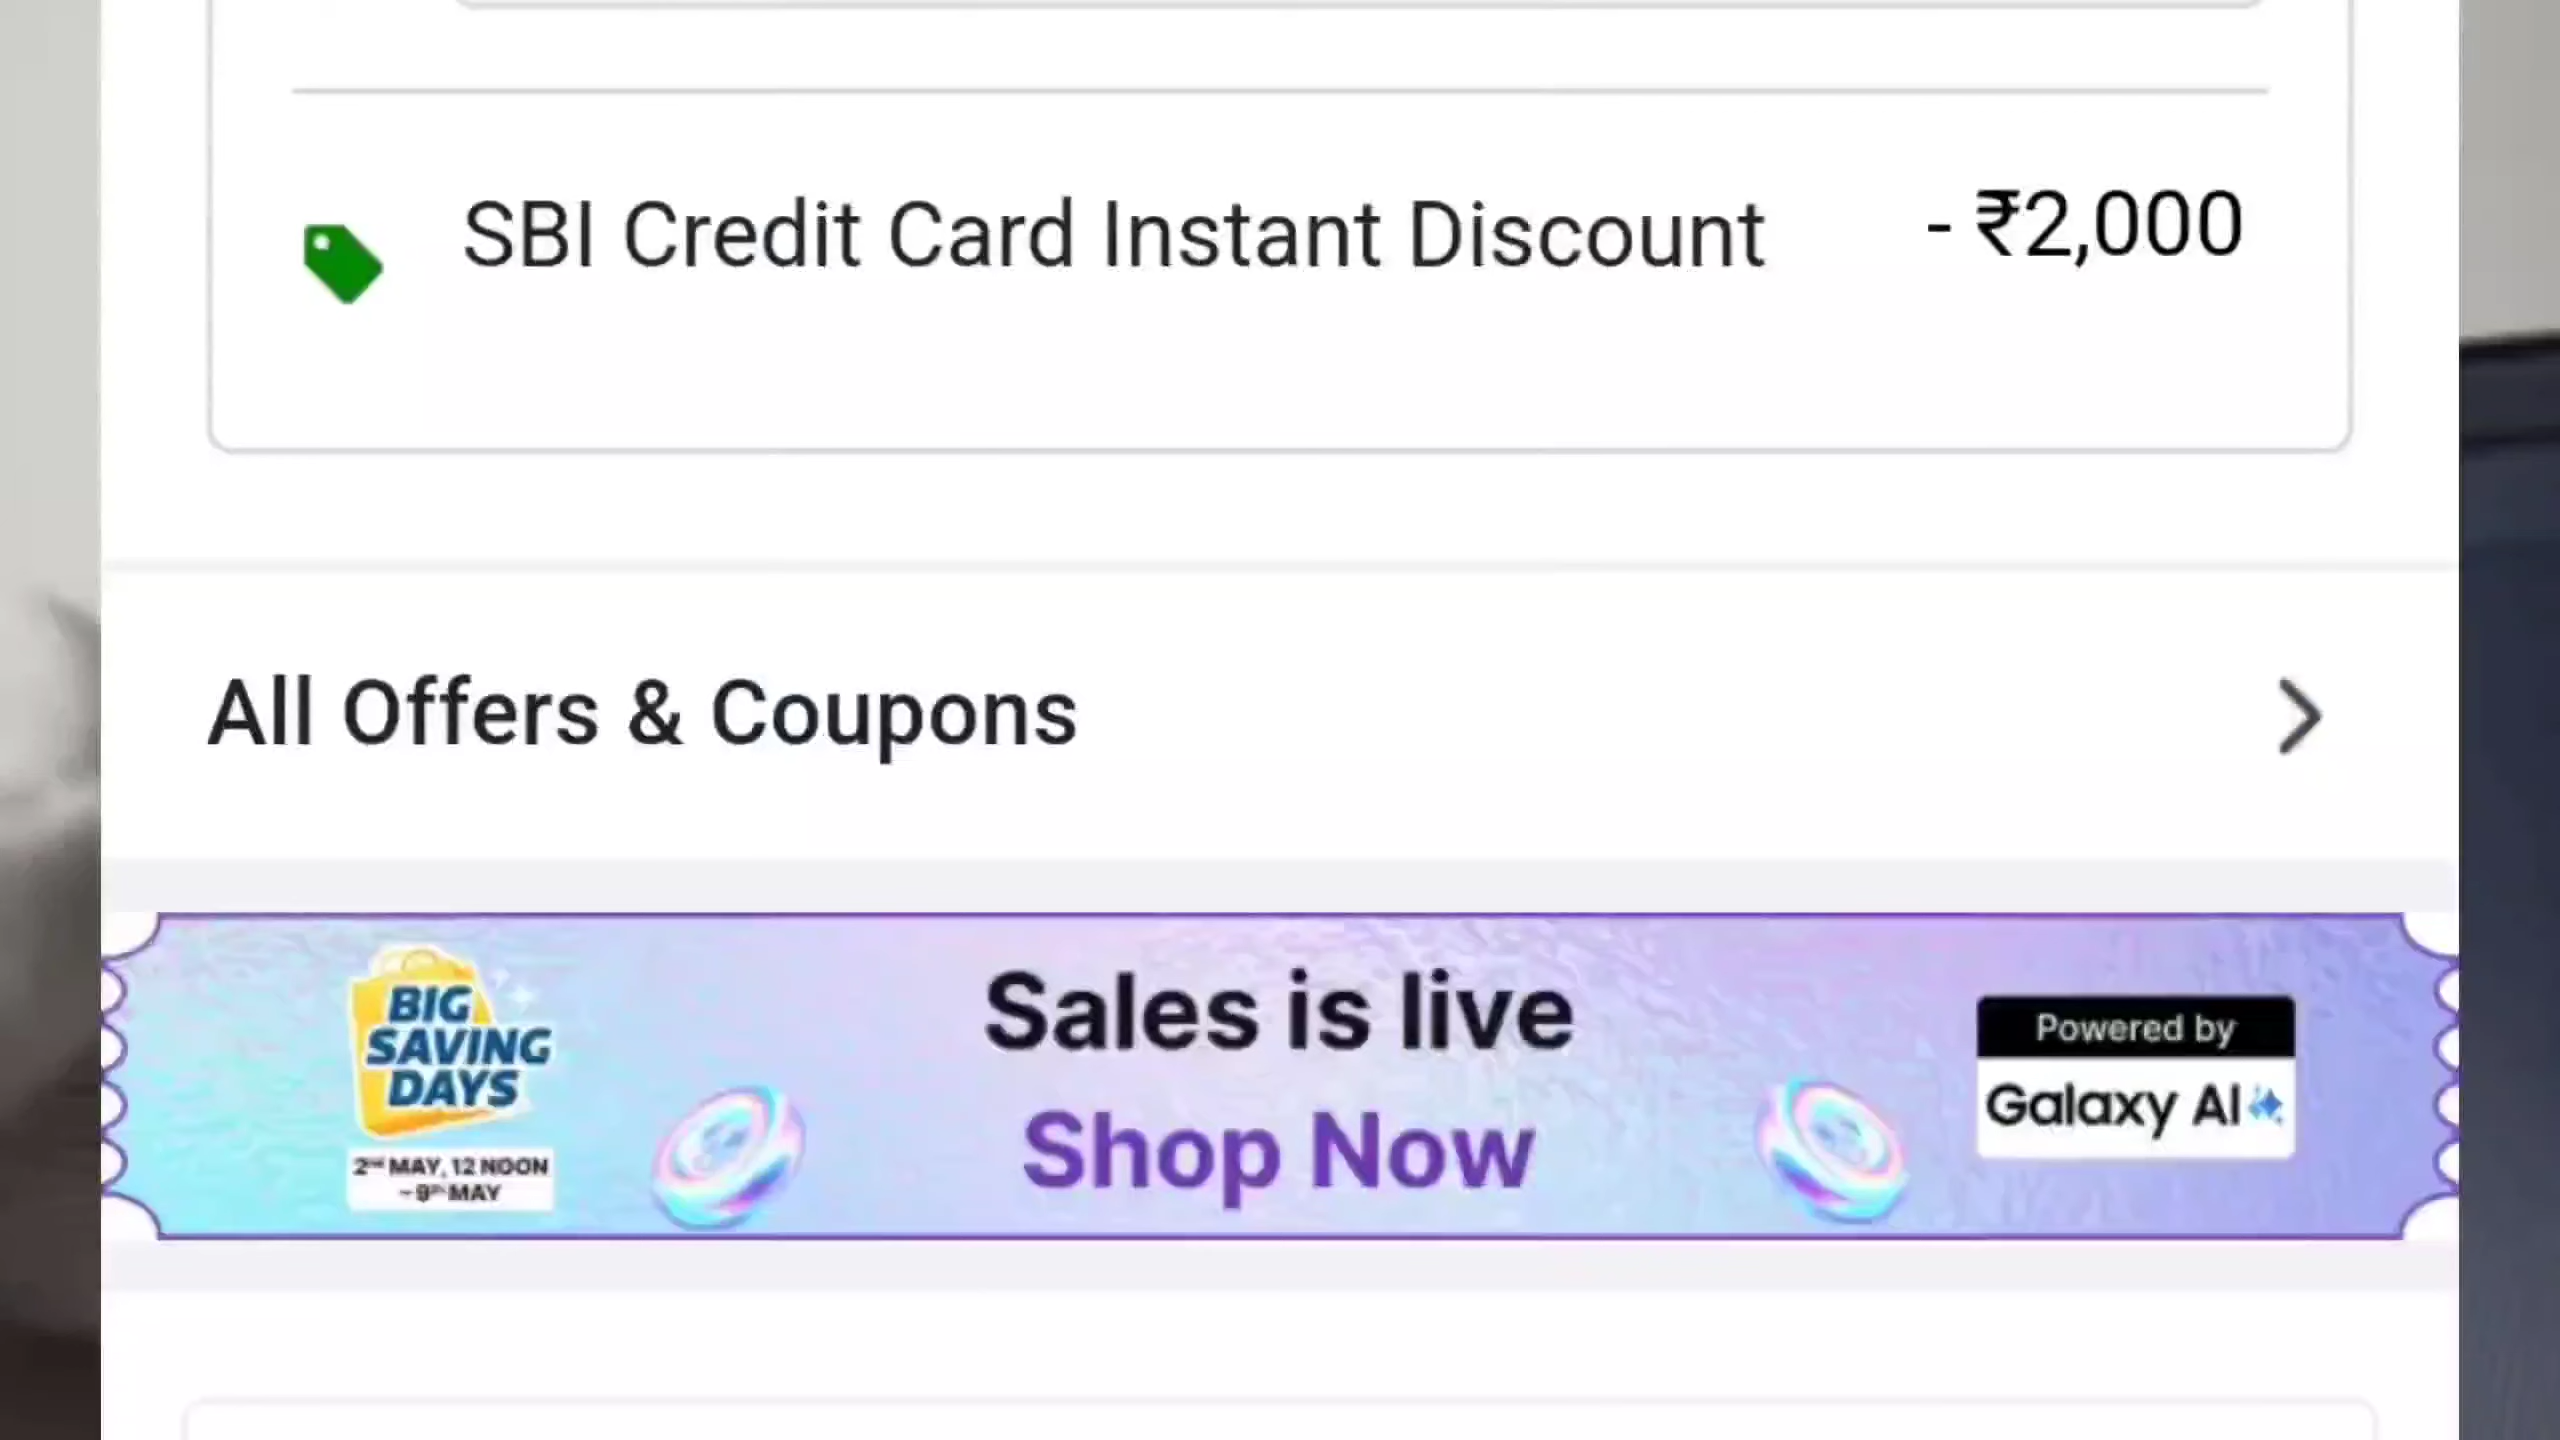 SBI Credit Card Instant Discount - ₹2,000
All Offers & Coupons
BIG
SAVING
DAYS
2ND MAY, 12 NOON
- 9TH MAY
Sales is live
Shop Now
Powered by
Galaxy AI